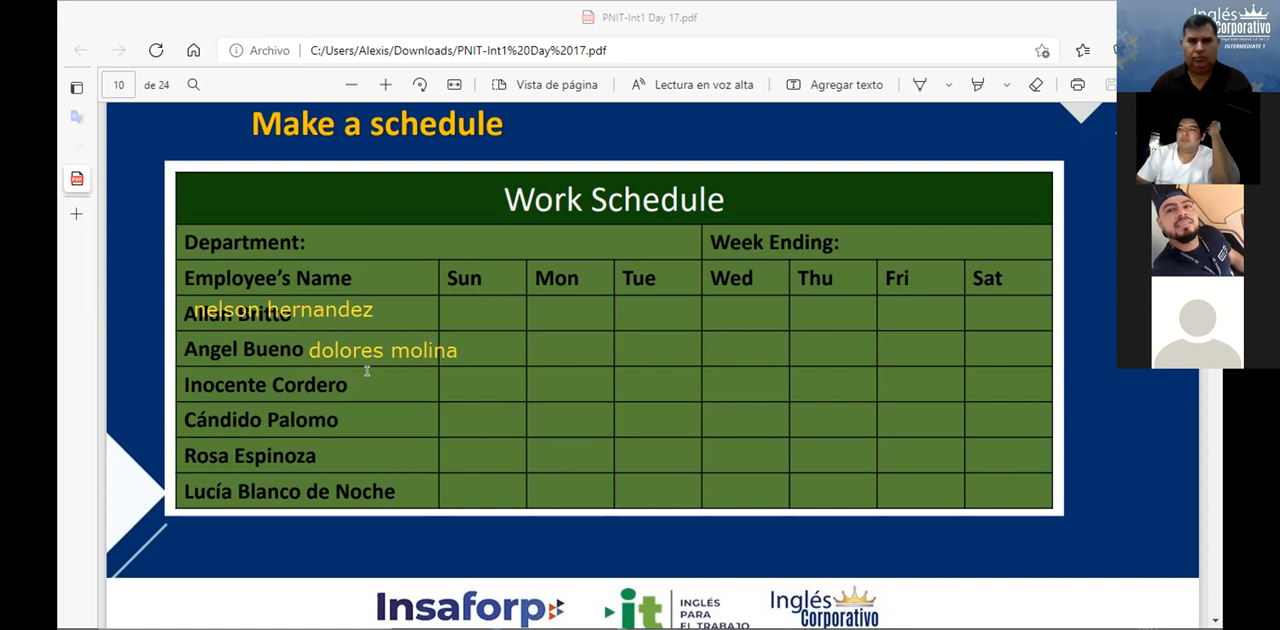 PNIT-Int1 Day 17.pdf
Archivo
C:/Users/Alexis/Downloads/PNIT-Int1%20Day%2017.pdf
10 de 24
Vista de página
Lectura en voz alta
Agregar texto
Inglés
Corporativo
INTERMEDIATE 1
Make a schedule
Work Schedule
Department: Week Ending:
Employee's Name Sun Mon Tue Wed Thu Fri Sat
Allan Britto nelson hernandez
Angel Bueno dolores molina
Inocente Cordero
Cándido Palomo
Rosa Espinoza
Lucía Blanco de Noche
Insaforp
it
INGLÉS
PARA
EL TRABAJO
Inglés
Corporativo